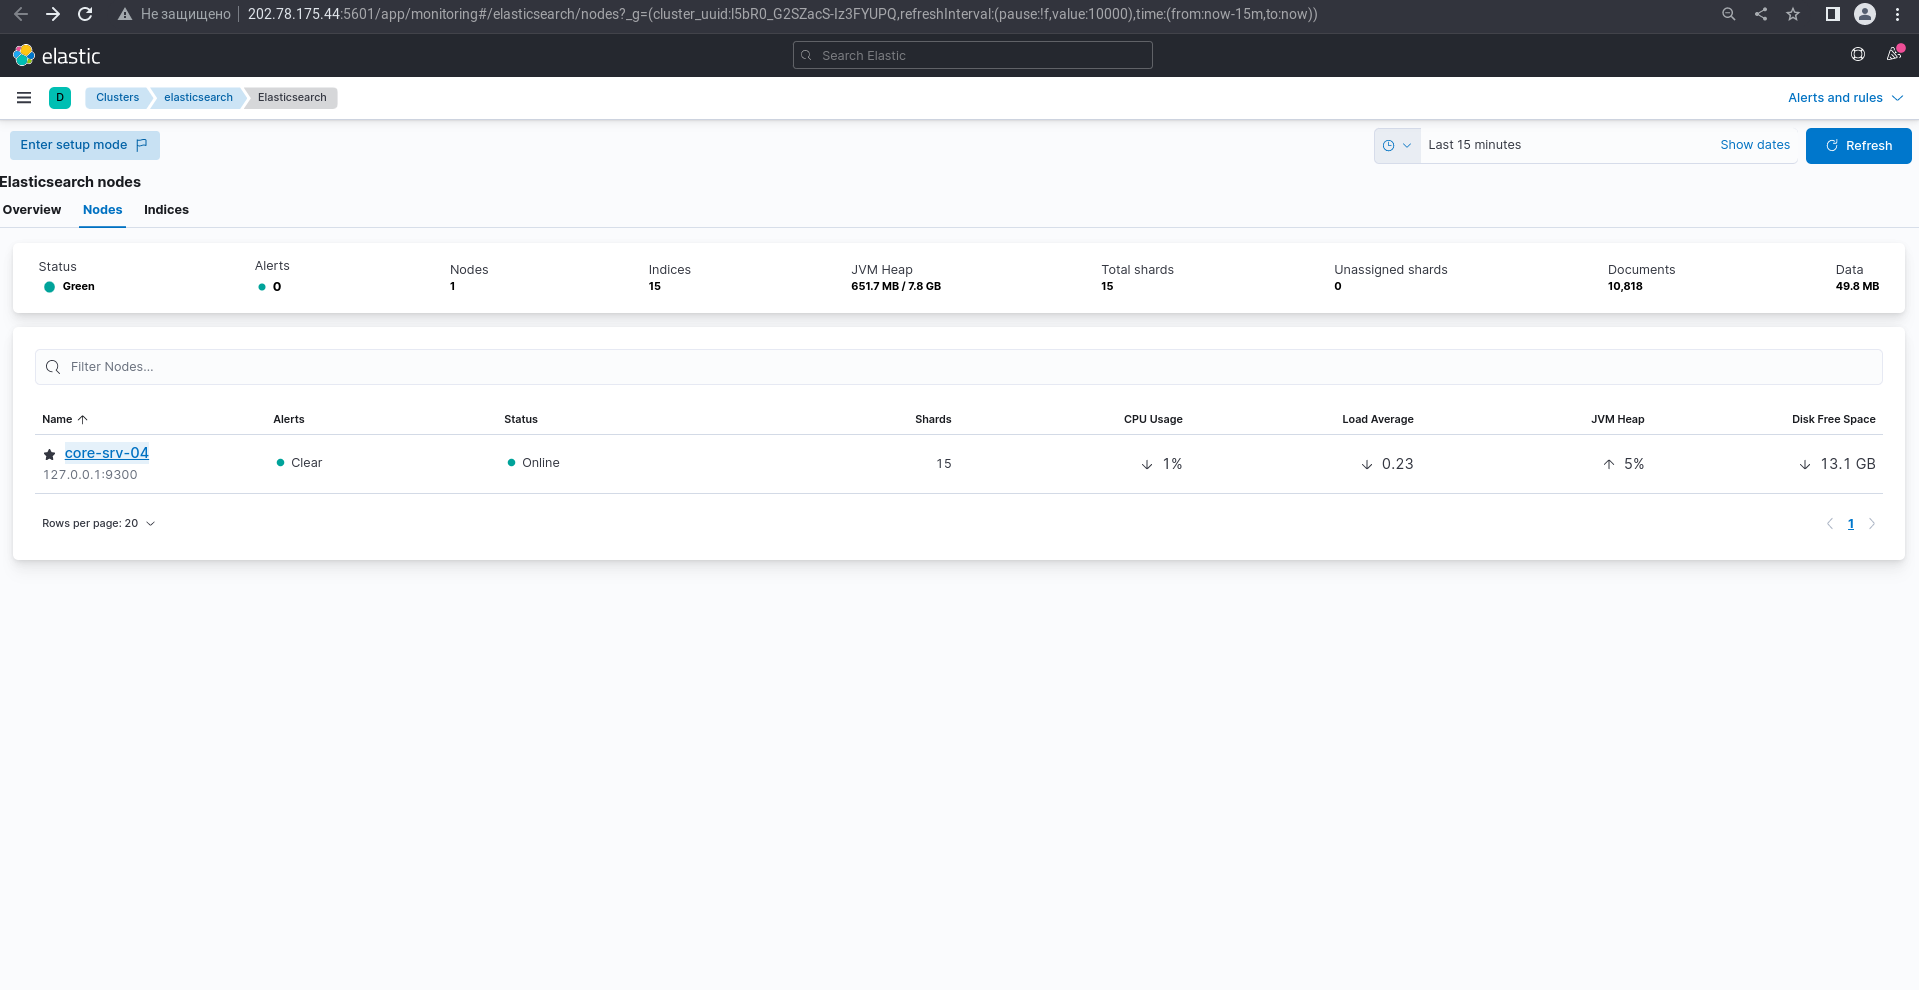 Не защищено 202.78.175.44:5601/app/monitoring#/elasticsearch/nodes?_g=(cluster_uuid:I5bR0_G2SZacS-Iz3FYUPQ,refreshInterval:(pause:!f,value:10000),time:(from:now-15m,to:now))
elastic Search Elastic
D Clusters elasticsearch Elasticsearch Alerts and rules
Enter setup mode Last 15 minutes Show dates Refresh
Elasticsearch nodes
Overview Nodes Indices
Status Alerts Nodes Indices JVM Heap Total shards Unassigned shards Documents Data
Green 0 1 15 651.7 MB / 7.8 GB 15 0 10,818 49.8 MB
Filter Nodes...
Name Alerts Status Shards CPU Usage Load Average JVM Heap Disk Free Space
core-srv-04 Clear Online 15 1% 0.23 5% 13.1 GB
127.0.0.1:9300
Rows per page: 20 1